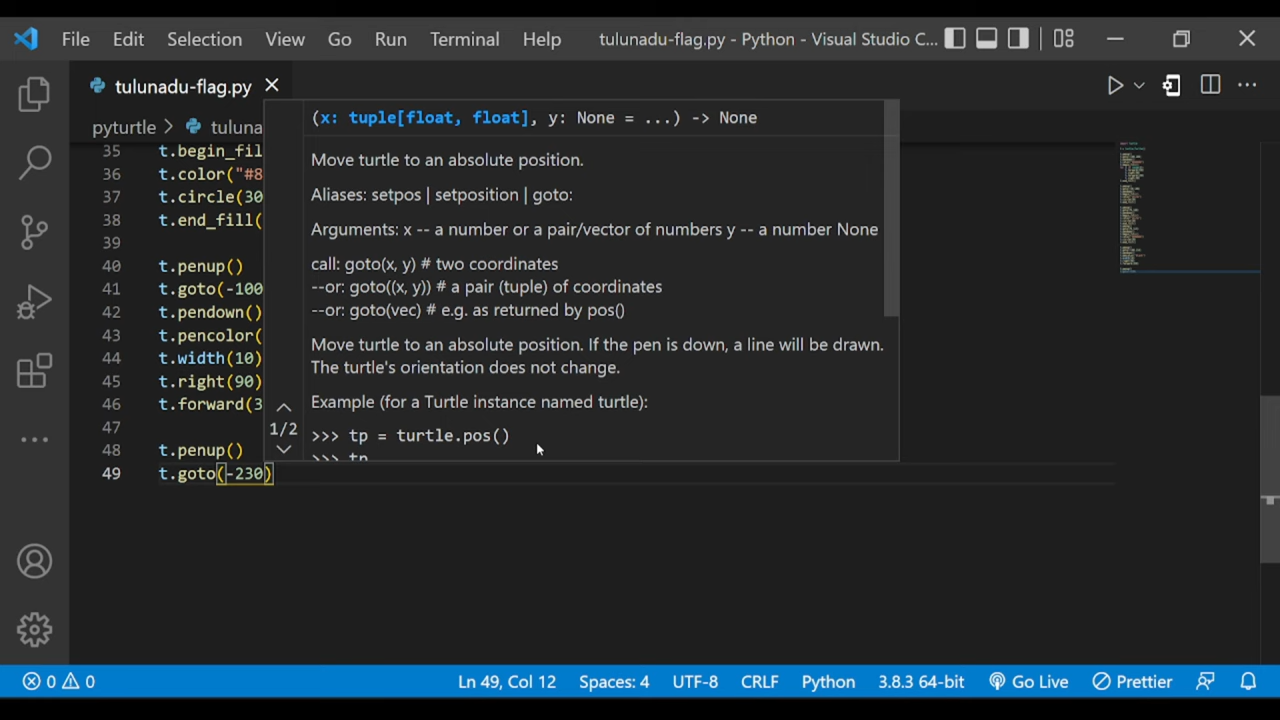 File Edit Selection View Go Run Terminal Help tulunadu-flag.py - Python - Visual Studio C...
tulunadu-flag.py
pyturtle > tuluna
(x: tuple[float, float], y: None = ...) -> None
Move turtle to an absolute position.
Aliases: setpos | setposition | goto:
Arguments: x -- a number or a pair/vector of numbers y -- a number None
call: goto(x, y) # two coordinates
--or: goto((x, y)) # a pair (tuple) of coordinates
--or: goto(vec) # e.g. as returned by pos()
Move turtle to an absolute position. If the pen is down, a line will be drawn.
The turtle's orientation does not change.
Example (for a Turtle instance named turtle):
>>> tp = turtle.pos()
>>> tp
1/2
35 t.begin_fil
36 t.color("#8
37 t.circle(30
38 t.end_fill(
39
40 t.penup()
41 t.goto(-100
42 t.pendown()
43 t.pencolor(
44 t.width(10)
45 t.right(90)
46 t.forward(3
47
48 t.penup()
49 t.goto(-230)
0 0 Ln 49, Col 12 Spaces: 4 UTF-8 CRLF Python 3.8.3 64-bit Go Live Prettier